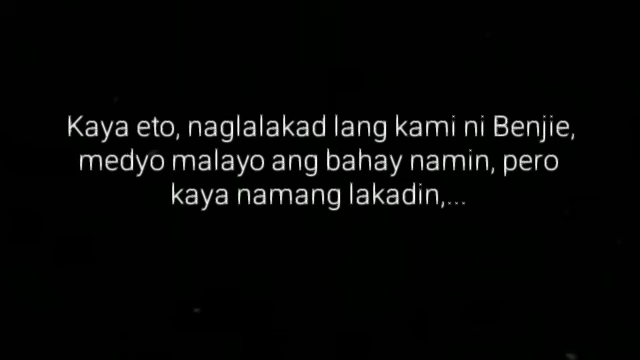 Kaya eto, naglalakad lang kami ni Benjie,
medyo malayo ang bahay namin, pero
kaya namang lakadin,...